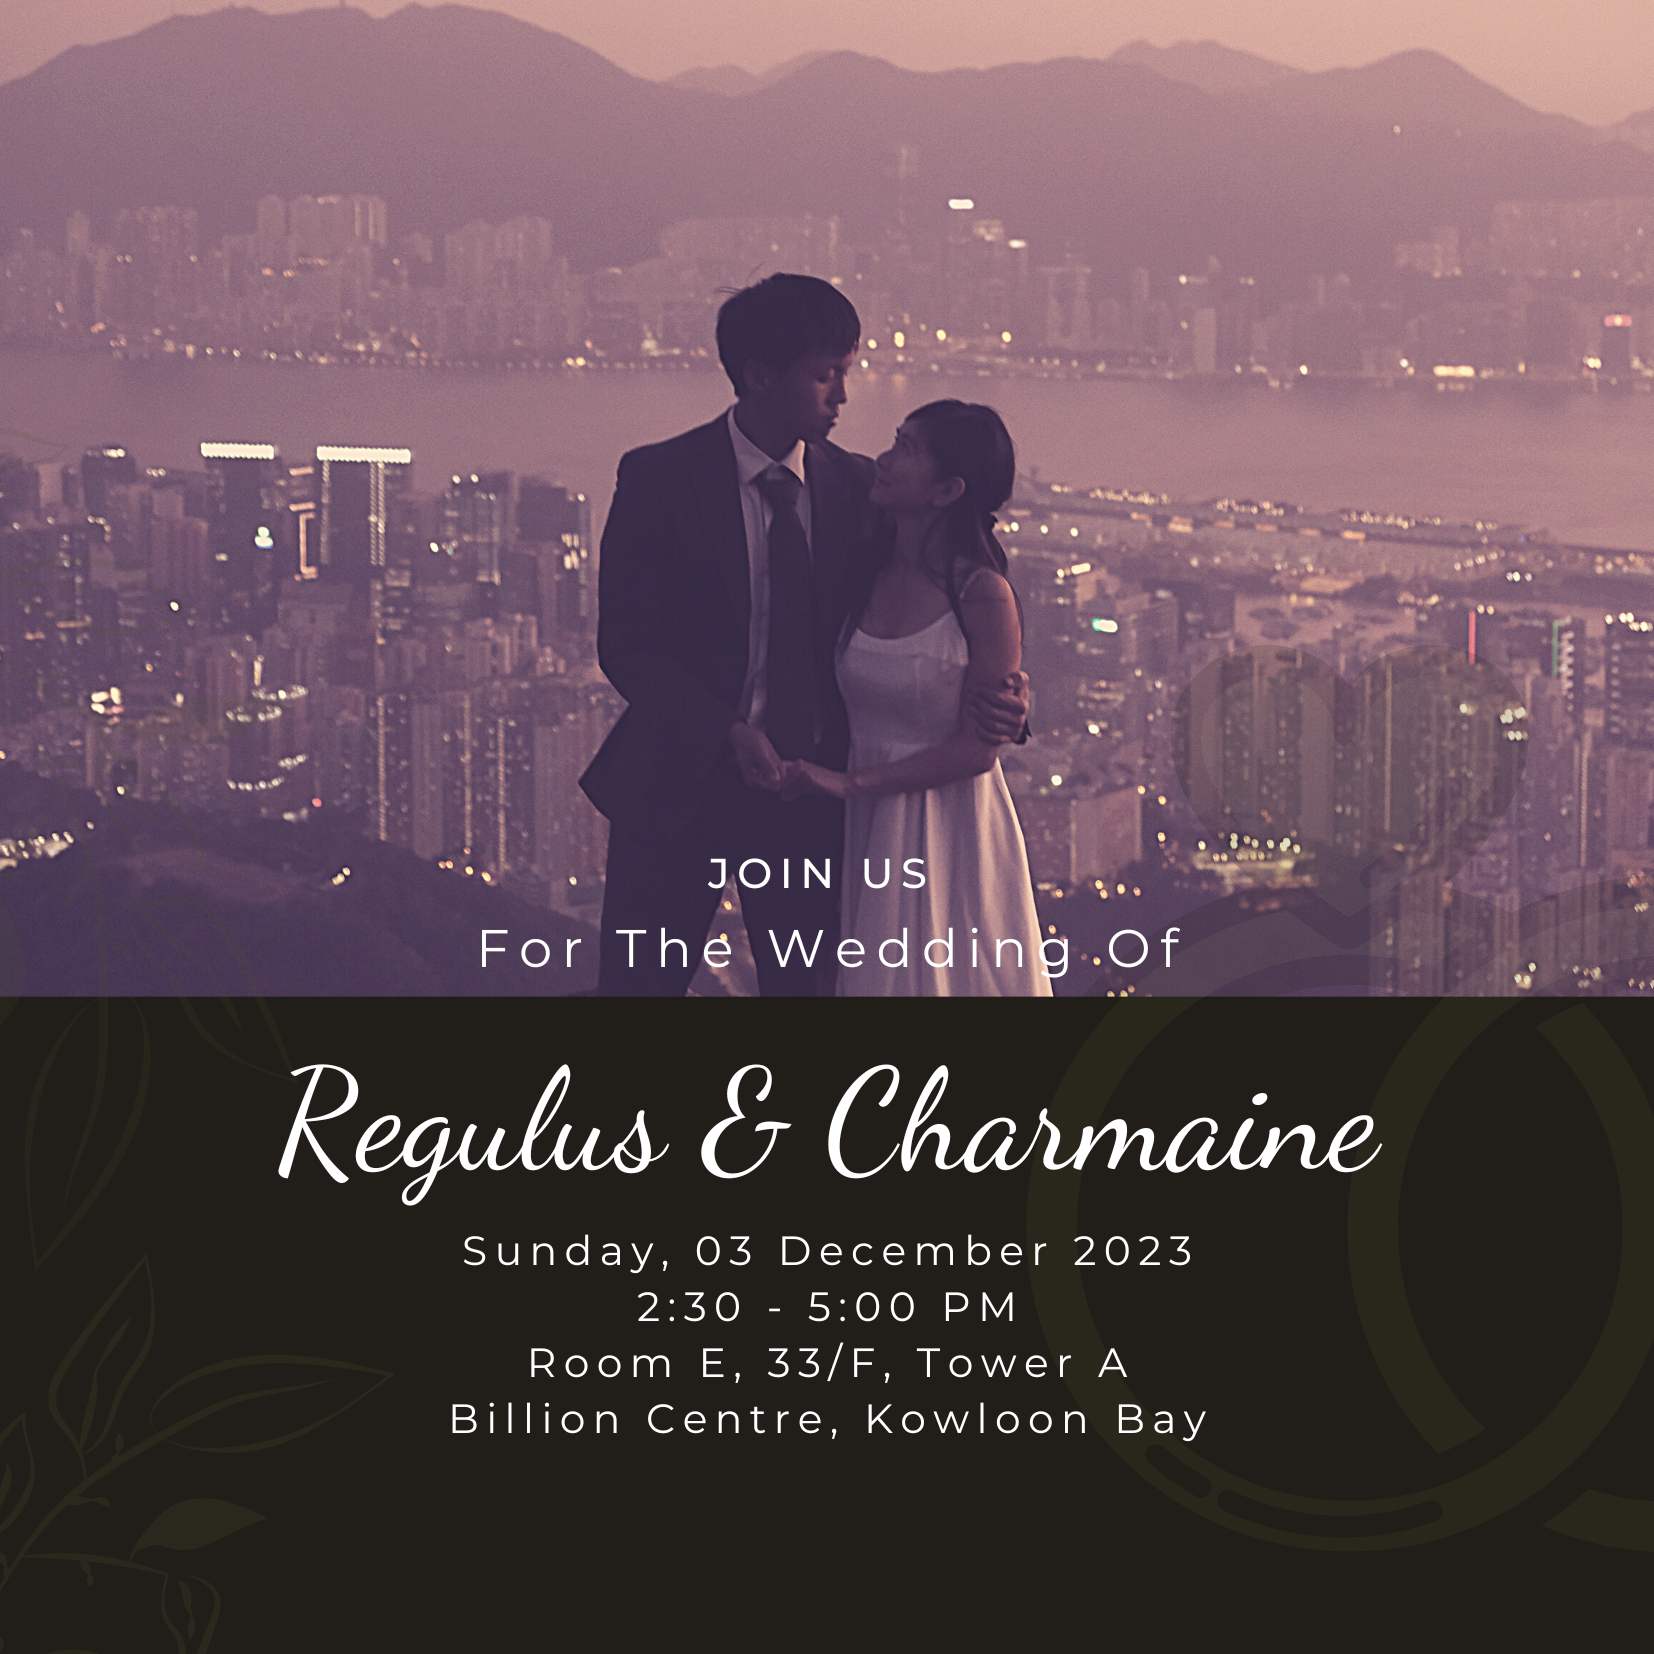 JOIN US
For The Wedding Of
Regulus & Charmaine
Sunday, 03 December 2023
2:30 - 5:00 PM
Room E, 33/F, Tower A
Billion Centre, Kowloon Bay